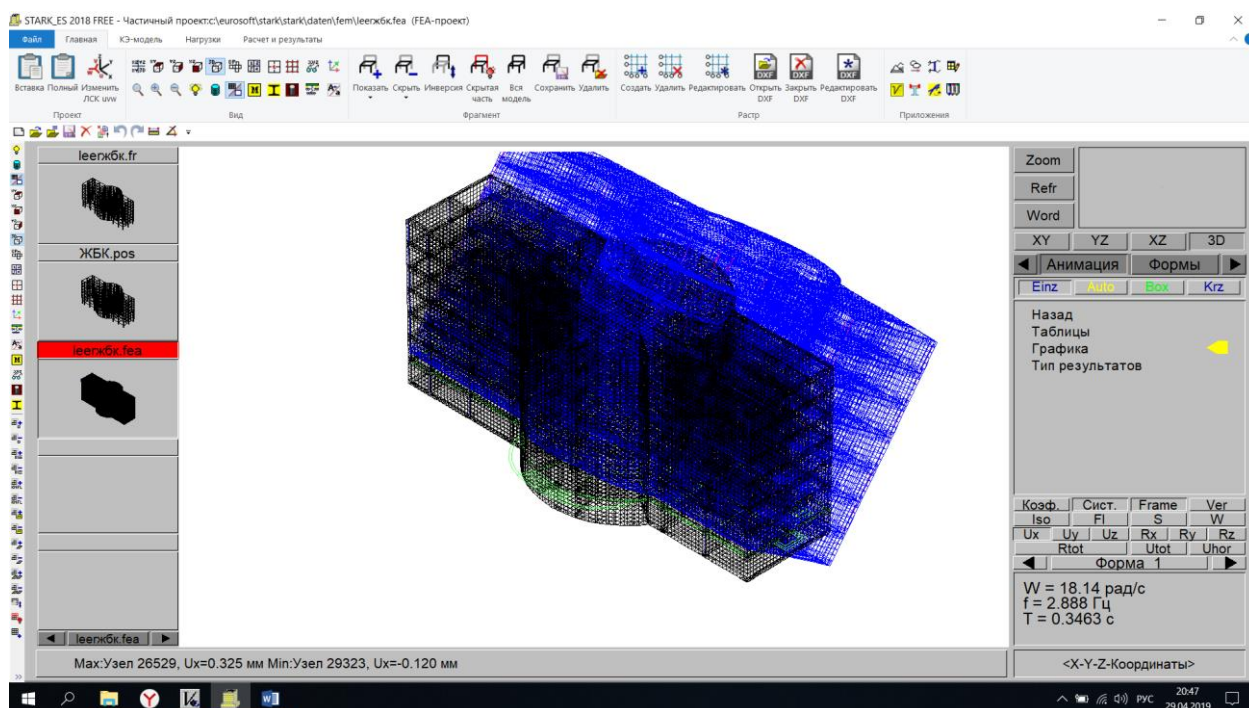 STARK_ES 2018 FREE - Частичный проект:c:\eurosoft\stark\stark\daten\fem\leerжбк.fea (FEA-проект)
Файл Главная КЭ-модель Нагрузки Расчет и результаты
Вставка Полный Изменить ЛСК uvw
Показать Скрыть Инверсия Скрытая часть Вся модель Сохранить Удалить
Создать Удалить Редактировать Открыть DXF Закрыть DXF Редактировать DXF
Проект Вид Фрагмент Растр Приложения
leerжбк.fr
ЖБК.pos
leerжбк.fea
leerжбк.fea
Zoom
Refr
Word
XY YZ XZ 3D
Анимация Формы
Einz Auto Box Krz
Назад
Таблицы
Графика
Тип результатов
Коэф. Сист. Frame Ver
Iso Fl S W
Ux Uy Uz Rx Ry Rz
Rtot Utot Uhor
Форма 1
W = 18.14 рад/с
f = 2.888 Гц
T = 0.3463 с
Max:Узел 26529, Ux=0.325 мм Min:Узел 29323, Ux=-0.120 мм
<X-Y-Z-Координаты>
РУС
20:47
29.04.2019